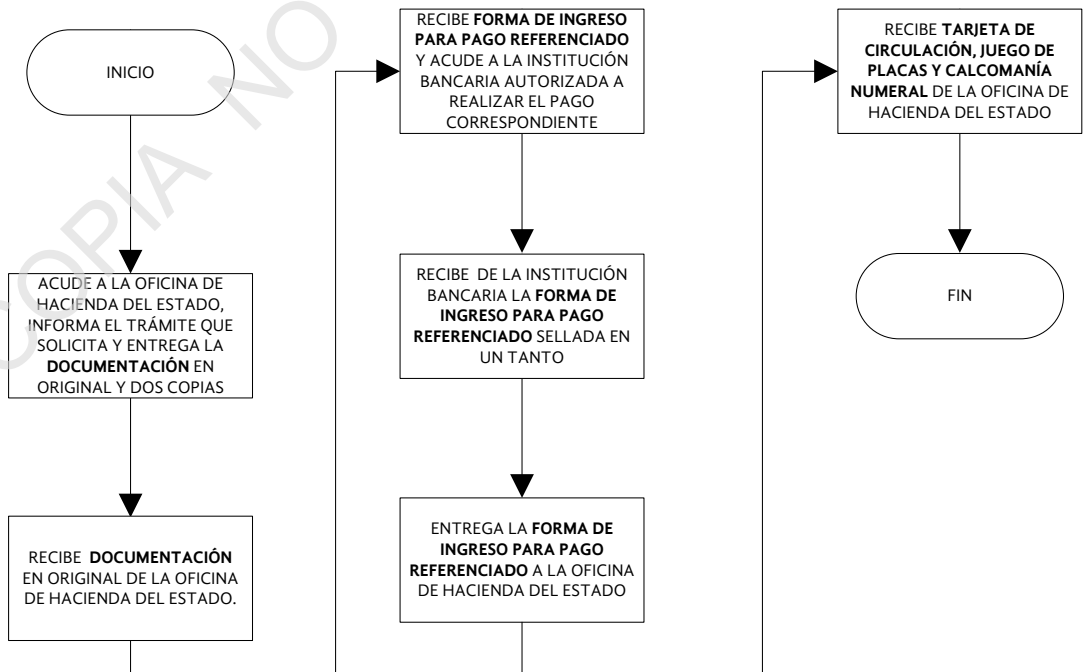 INICIO
ACUDE A LA OFICINA DE
HACIENDA DEL ESTADO,
INFORMA EL TRÁMITE QUE
SOLICITA Y ENTREGA LA
DOCUMENTACIÓN EN
ORIGINAL Y DOS COPIAS
RECIBE DOCUMENTACIÓN
EN ORIGINAL DE LA OFICINA
DE HACIENDA DEL ESTADO.
RECIBE FORMA DE INGRESO
PARA PAGO REFERENCIADO
Y ACUDE A LA INSTITUCIÓN
BANCARIA AUTORIZADA A
REALIZAR EL PAGO
CORRESPONDIENTE
RECIBE DE LA INSTITUCIÓN
BANCARIA LA FORMA DE
INGRESO PARA PAGO
REFERENCIADO SELLADA EN
UN TANTO
ENTREGA LA FORMA DE
INGRESO PARA PAGO
REFERENCIADO A LA OFICINA
DE HACIENDA DEL ESTADO
RECIBE TARJETA DE
CIRCULACIÓN, JUEGO DE
PLACAS Y CALCOMANÍA
NUMERAL DE LA OFICINA DE
HACIENDA DEL ESTADO
FIN
COPIA NO